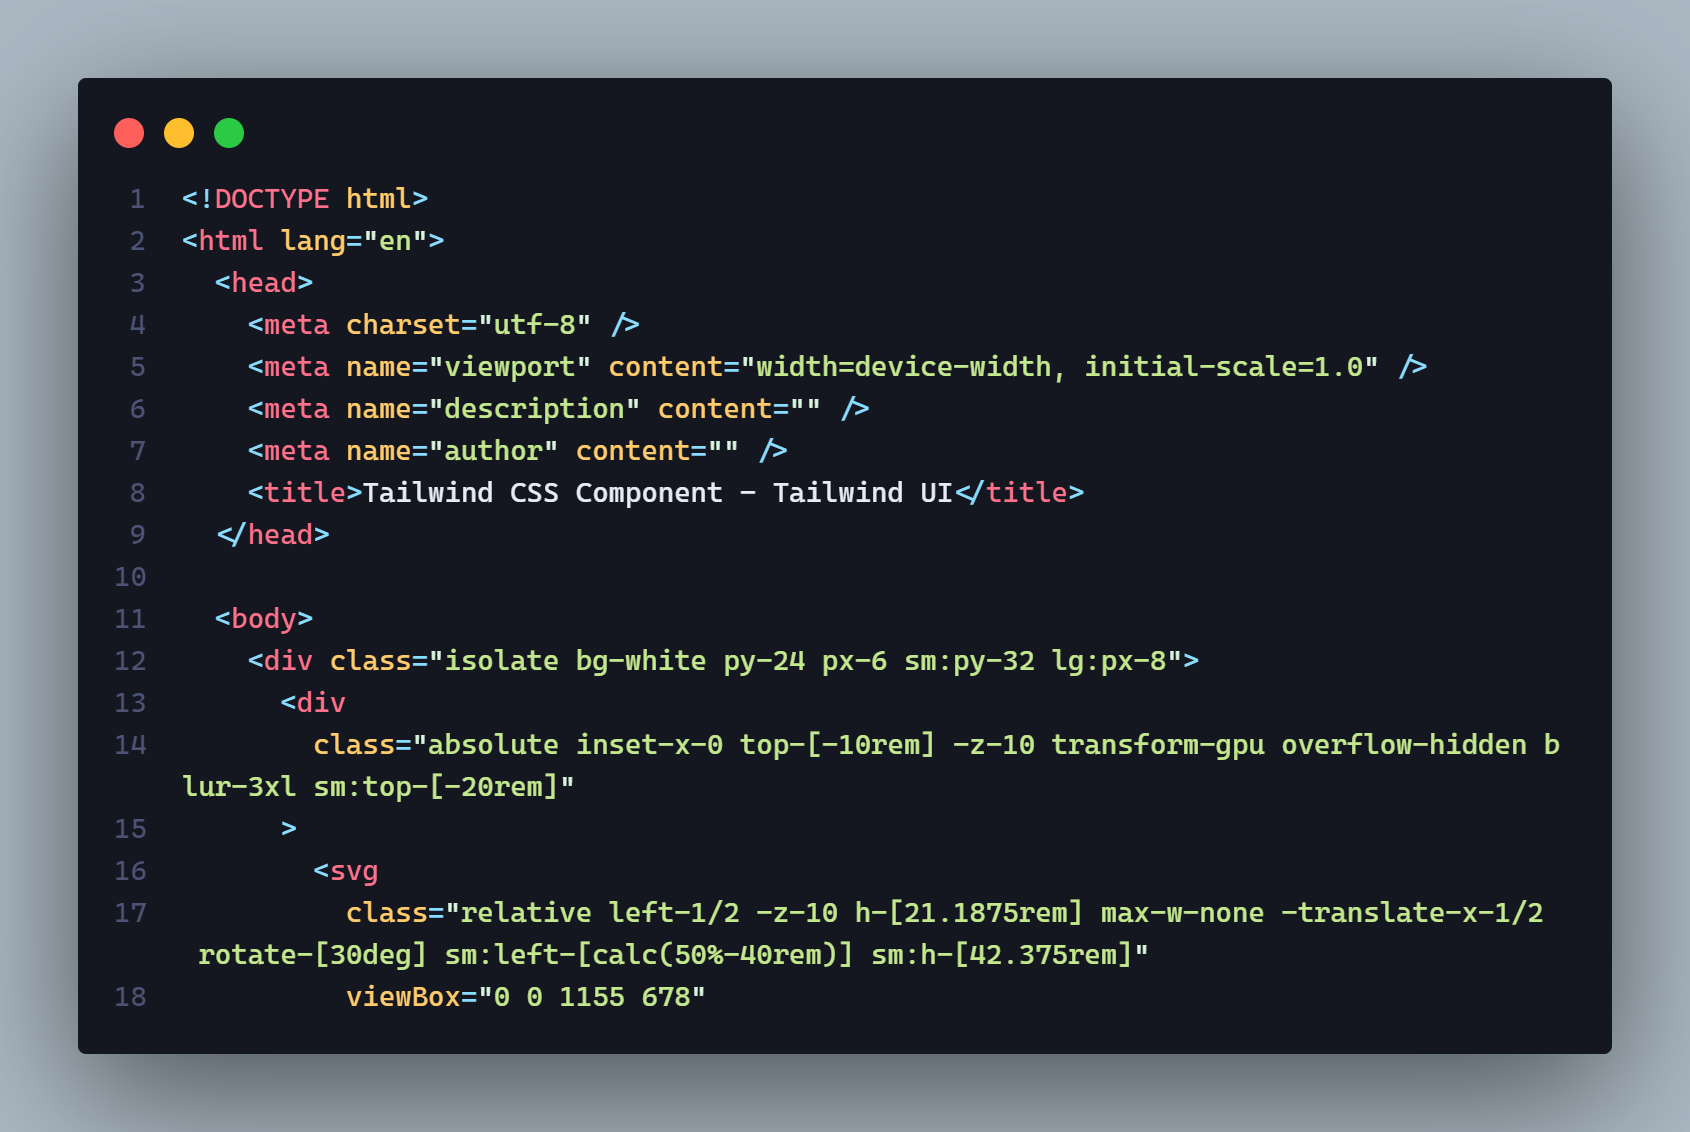 1 <!DOCTYPE html>
2 <html lang="en">
3   <head>
4     <meta charset="utf-8" />
5     <meta name="viewport" content="width=device-width, initial-scale=1.0" />
6     <meta name="description" content="" />
7     <meta name="author" content="" />
8     <title>Tailwind CSS Component - Tailwind UI</title>
9   </head>
10
11   <body>
12     <div class="isolate bg-white py-24 px-6 sm:py-32 lg:px-8">
13       <div
14         class="absolute inset-x-0 top-[-10rem] -z-10 transform-gpu overflow-hidden b
lur-3xl sm:top-[-20rem]"
15       >
16         <svg
17           class="relative left-1/2 -z-10 h-[21.1875rem] max-w-none -translate-x-1/2
 rotate-[30deg] sm:left-[calc(50%-40rem)] sm:h-[42.375rem]"
18           viewBox="0 0 1155 678"